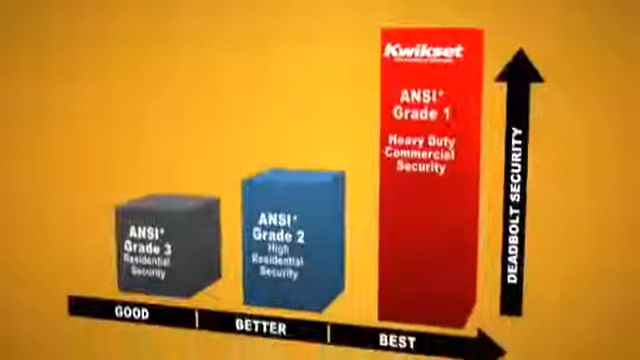 Kwikset
ANSI*
Grade 1
Heavy Duty
Commercial
Security
ANSI*
Grade 2
High
Residential
Security
ANSI*
Grade 3
Residential
Security
GOOD
BETTER
BEST
DEADBOLT SECURITY